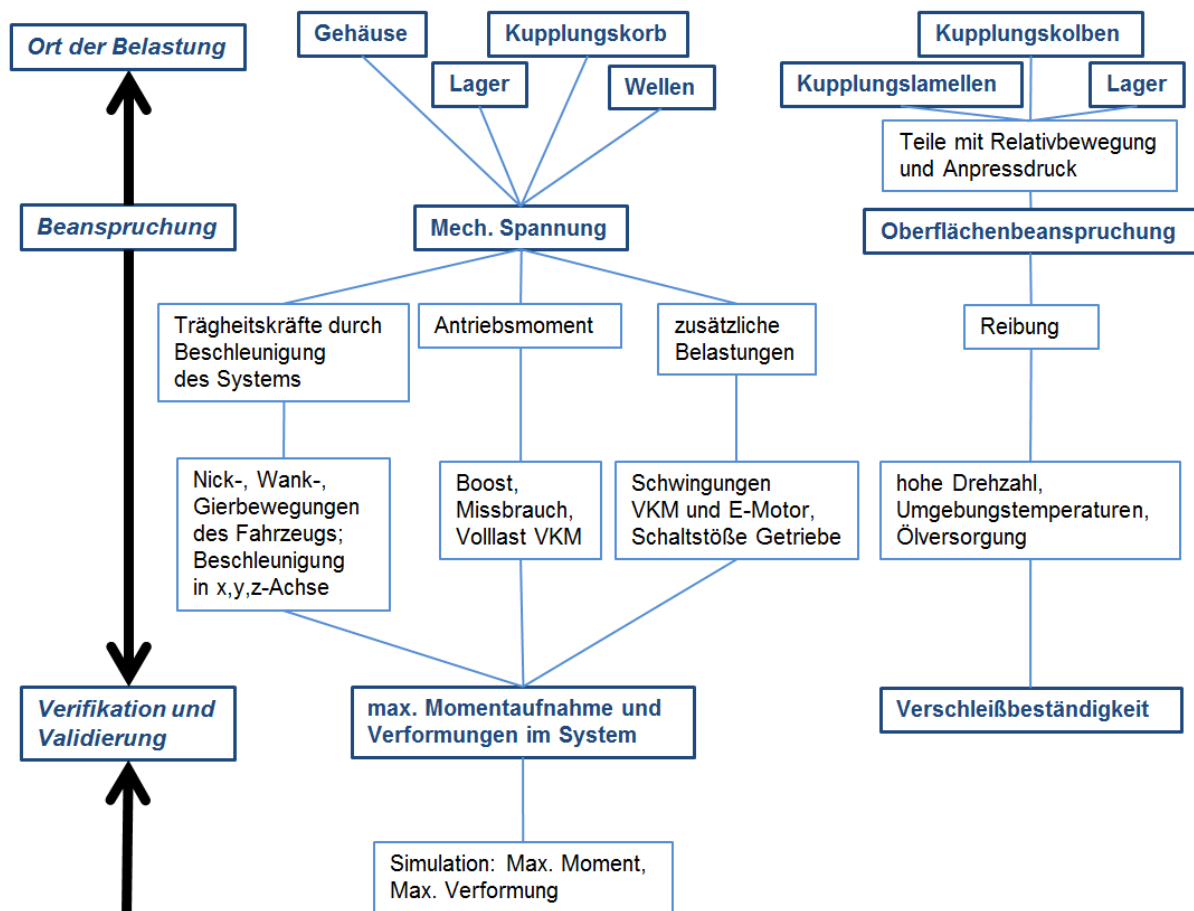 Ort der Belastung
Gehäuse
Kupplungskorb
Kupplungskolben
Lager
Wellen
Kupplungslamellen
Lager
Teile mit Relativbewegung
und Anpressdruck
Beanspruchung
Mech. Spannung
Oberflächenbeanspruchung
Trägheitskräfte durch
Beschleunigung
des Systems
Antriebsmoment
zusätzliche
Belastungen
Reibung
Nick-, Wank-,
Gierbewegungen
des Fahrzeugs;
Beschleunigung
in x,y,z-Achse
Boost,
Missbrauch,
Volllast VKM
Schwingungen
VKM und E-Motor,
Schaltstöße Getriebe
hohe Drehzahl,
Umgebungstemperaturen,
Ölversorgung
Verifikation und
Validierung
max. Momentaufnahme und
Verformungen im System
Verschleißbeständigkeit
Simulation: Max. Moment,
Max. Verformung